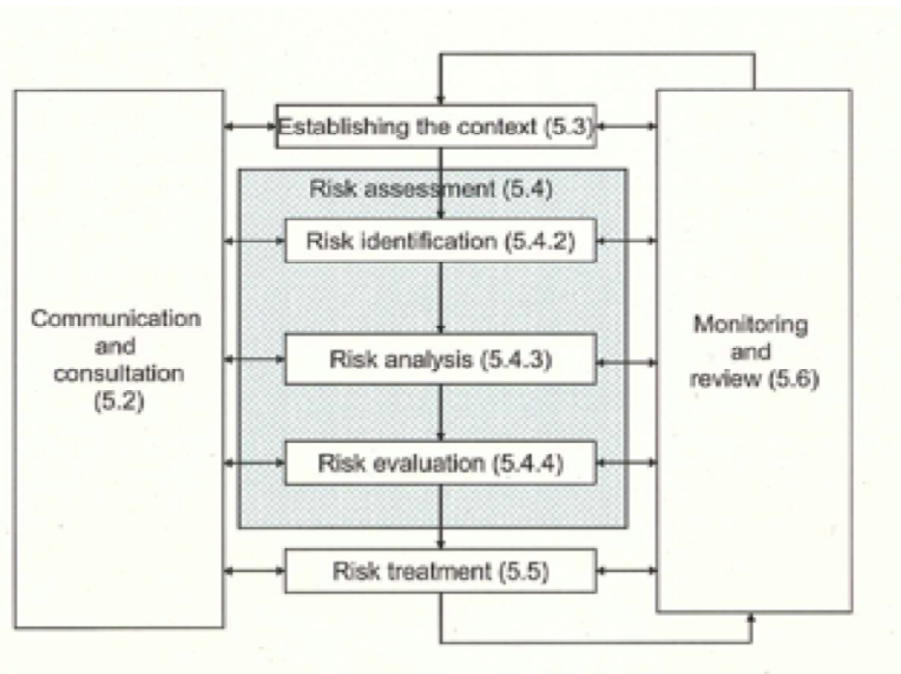 Establishing the context (5.3)
Risk assessment (5.4)
Risk identification (5.4.2)
Communication
and
consultation
(5.2)
Risk analysis (5.4.3)
Monitoring
and
review (5.6)
Risk evaluation (5.4.4)
Risk treatment (5.5)